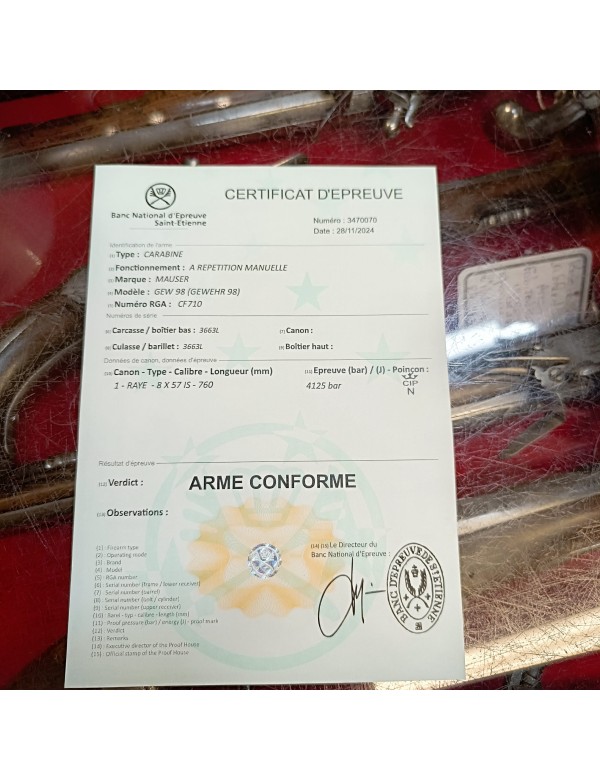 CERTIFICAT D'EPREUVE
Banc National d'Epreuve
Saint-Etienne
Numéro : 3470070
Date : 28/11/2024
Identification de l'arme
(1) Type : CARABINE
(2) Fonctionnement : A REPETITION MANUELLE
(3) Marque : MAUSER
(4) Modèle : GEW 98 (GEWEHR 98)
(5) Numéro RGA : CF710
Numéros de série
(6) Carcasse / boîtier bas : 3663L
(7) Canon :
(8) Culasse / barillet : 3663L
(9) Boîtier haut :
Données de canon, données d'épreuve
(10) Canon - Type - Calibre - Longueur (mm)
(11) Epreuve (bar) / (J) - Poinçon :
1 - RAYE - 8 X 57 IS - 760
4125 bar
CIP
N
Résultat d'épreuve
(12) Verdict :
ARME CONFORME
(13) Observations :
(14) (15) Le Directeur du
Banc National d'Epreuve :
(1) : Firearm type
(2) : Operating mode
(3) : Brand
(4) : Model
(5) : RGA number
(6) : Serial number (frame / lower receiver)
(7) : Serial number (barrel)
(8) : Serial number (bolt / cylinder)
(9) : Serial number (upper receiver)
(10) : Barrel - typ - calibre - length (mm)
(11) : Proof pressure (bar) / energy (J) - proof mark
(12) : Verdict
(13) : Remarks
(14) : Executive director of the Proof House
(15) : Official stamp of the Proof House
BANC D'EPREUVE DE ST ETIENNE